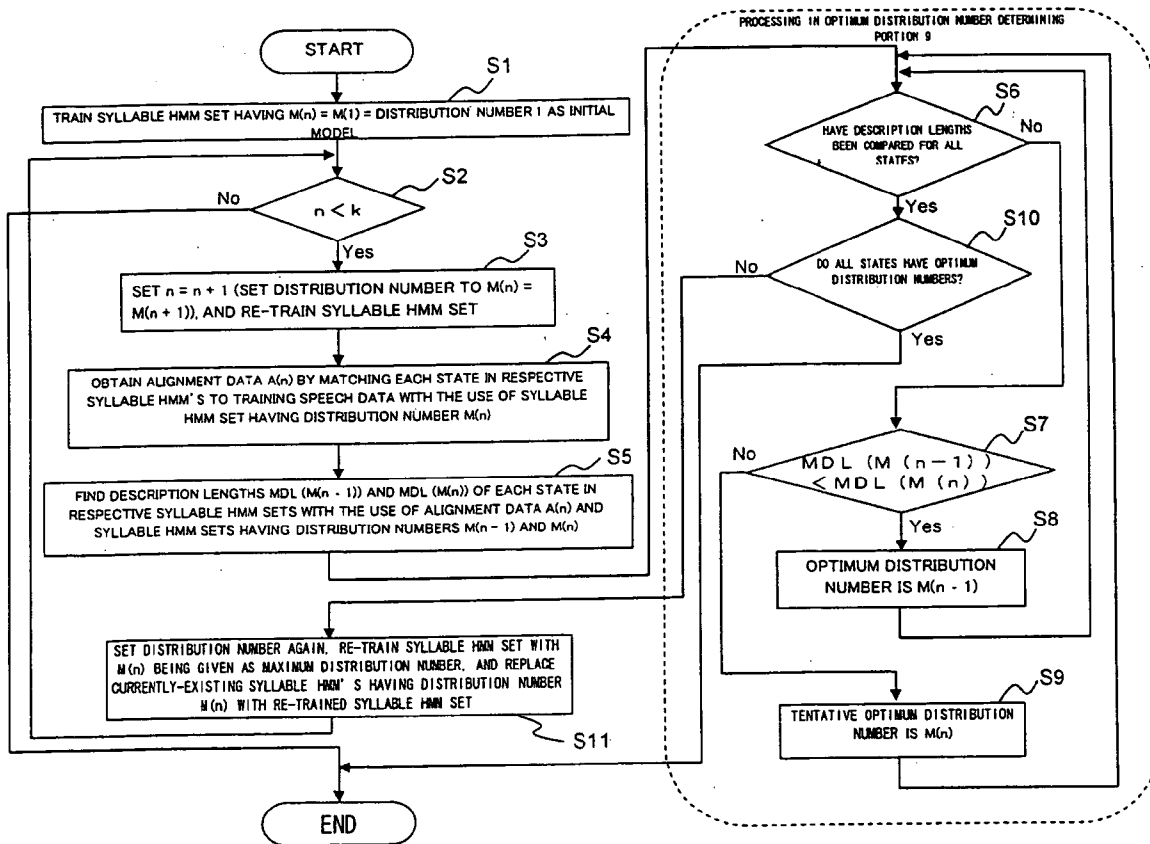 PROCESSING IN OPTIMUM DISTRIBUTION NUMBER DETERMINING
PORTION 9
START
S1
TRAIN SYLLABLE HMM SET HAVING M(n) = M(1) = DISTRIBUTION NUMBER 1 AS INITIAL
MODEL
S2
No
n < k
Yes
S3
SET n = n + 1 (SET DISTRIBUTION NUMBER TO M(n) =
M(n + 1)), AND RE-TRAIN SYLLABLE HMM SET
S4
OBTAIN ALIGNMENT DATA A(n) BY MATCHING EACH STATE IN RESPECTIVE
SYLLABLE HMM'S TO TRAINING SPEECH DATA WITH THE USE OF SYLLABLE
HMM SET HAVING DISTRIBUTION NUMBER M(n)
S5
FIND DESCRIPTION LENGTHS MDL (M(n - 1)) AND MDL (M(n)) OF EACH STATE IN
RESPECTIVE SYLLABLE HMM SETS WITH THE USE OF ALIGNMENT DATA A(n) AND
SYLLABLE HMM SETS HAVING DISTRIBUTION NUMBERS M(n - 1) AND M(n)
SET DISTRIBUTION NUMBER AGAIN, RE-TRAIN SYLLABLE HMM SET WITH
M(n) BEING GIVEN AS MAXIMUM DISTRIBUTION NUMBER, AND REPLACE
CURRENTLY-EXISTING SYLLABLE HMM'S HAVING DISTRIBUTION NUMBER
M(n) WITH RE-TRAINED SYLLABLE HMM SET
S11
END
S6
HAVE DESCRIPTION LENGTHS
BEEN COMPARED FOR ALL
STATES?
No
Yes
S10
DO ALL STATES HAVE OPTIMUM
DISTRIBUTION NUMBERS?
No
Yes
S7
No
MDL (M (n-1))
< MDL (M (n))
Yes
S8
OPTIMUM DISTRIBUTION
NUMBER IS M(n - 1)
S9
TENTATIVE OPTIMUM DISTRIBUTION
NUMBER IS M(n)